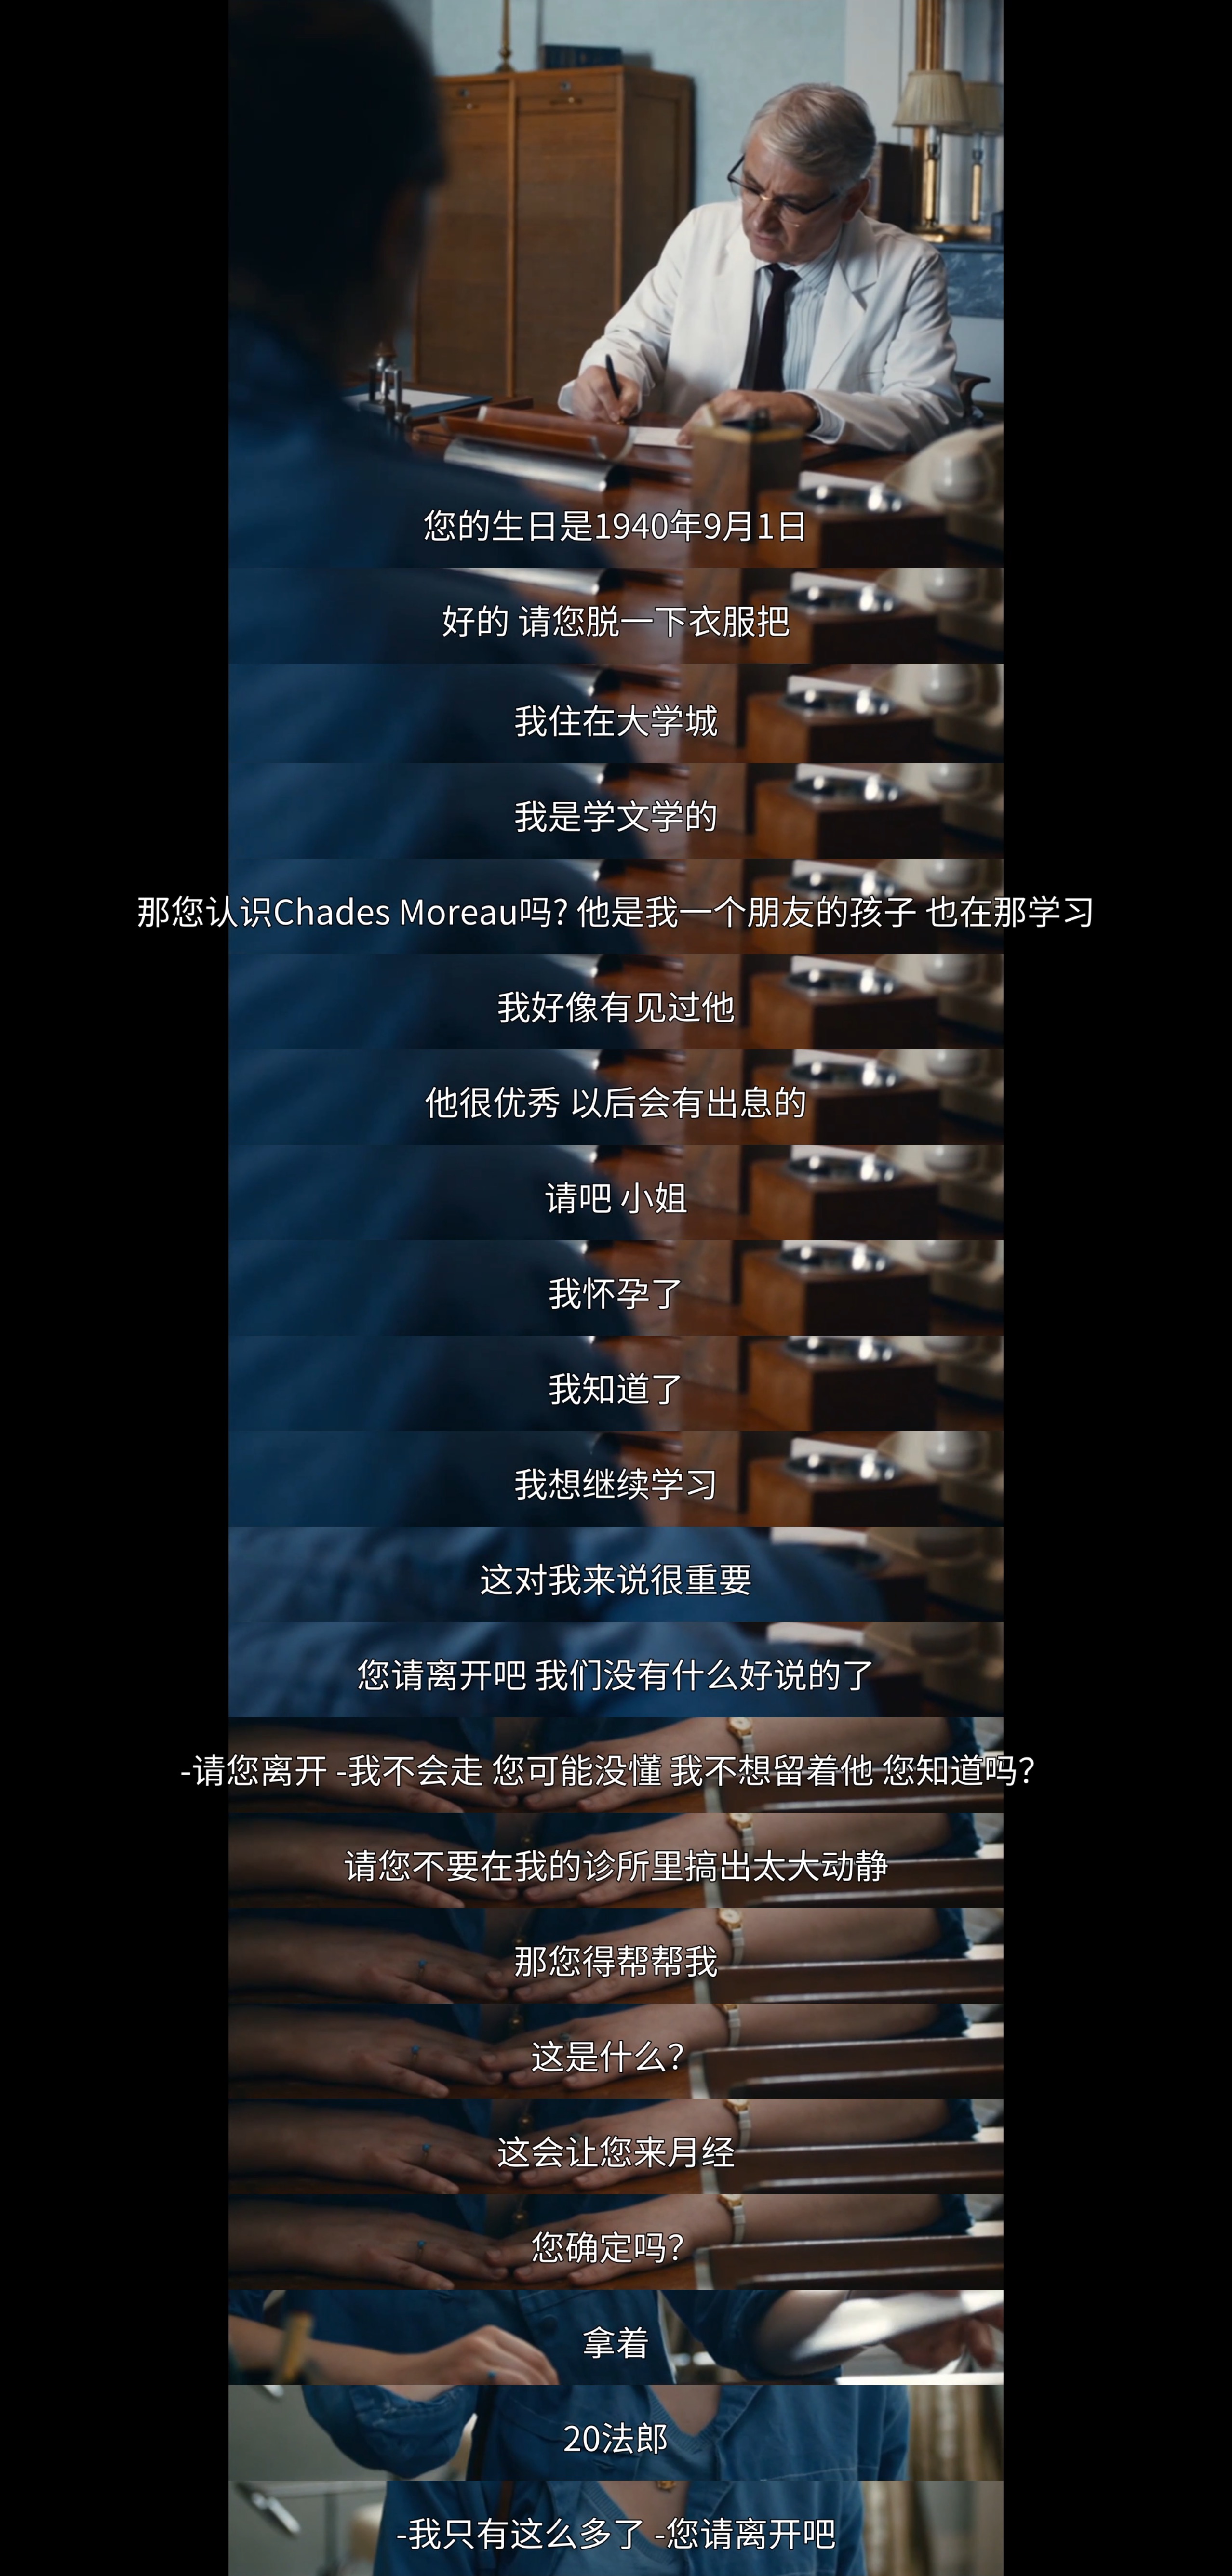 您的生日是1940年9月1日
好的 请您脱一下衣服把
我住在大学城
我是学文学的
那您认识Chades Moreau吗? 他是我一个朋友的孩子 也在那学习
我好像有见过他
他很优秀 以后会有出息的
请吧 小姐
我怀孕了
我知道了
我想继续学习
这对我来说很重要
您请离开吧 我们没有什么好说的了
-请您离开 -我不会走 您可能没懂 我不想留着他 您知道吗?
请您不要在我的诊所里搞出太大动静
那您得帮帮我
这是什么?
这会让您来月经
您确定吗?
拿着
20法郎
-我只有这么多了 -您请离开吧